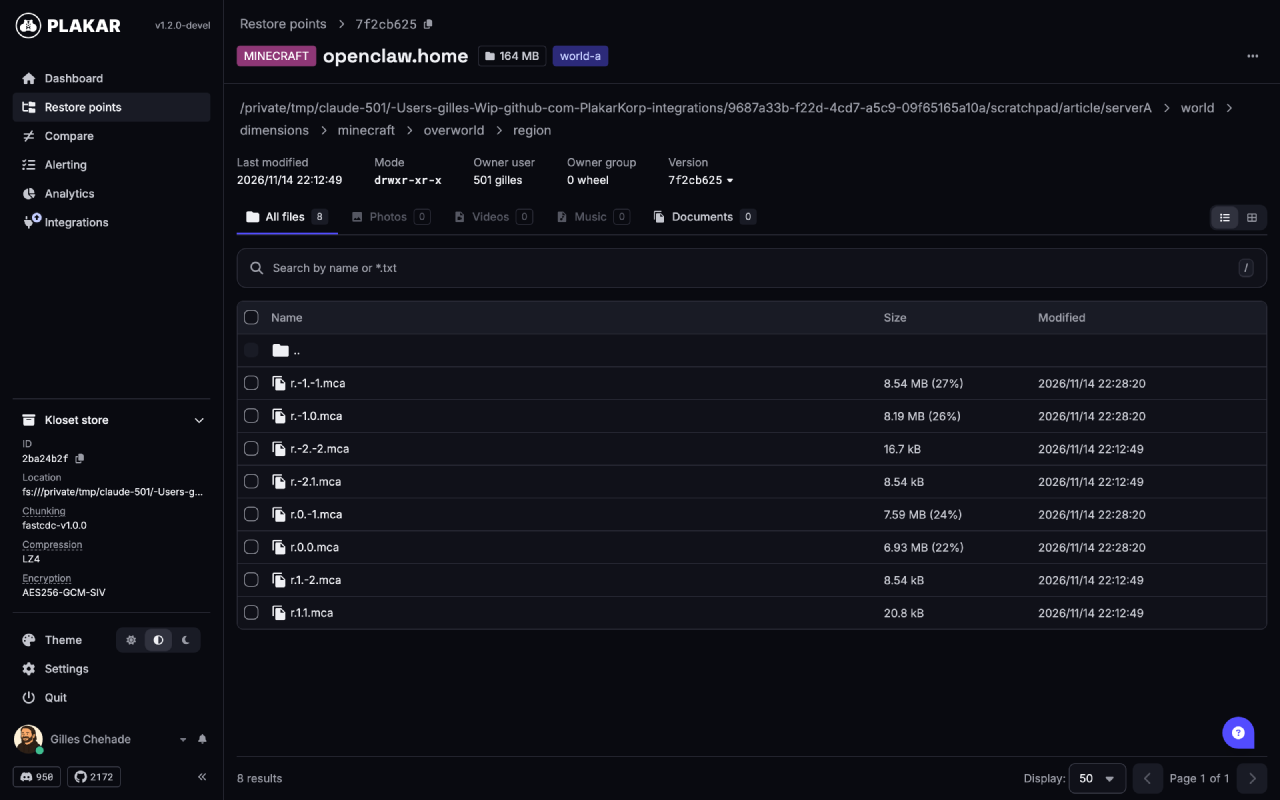 PLAKAR
v1.2.0-devel
Dashboard
Restore points
Compare
Alerting
Analytics
Integrations
Kloset store
ID
2ba24b2f
Location
fs:///private/tmp/claude-501/-Users-g...
Chunking
fastcdc-v1.0.0
Compression
LZ4
Encryption
AES256-GCM-SIV
Theme
Settings
Quit
Gilles Chehade
950
2172
Restore points > 7f2cb625
MINECRAFT openclaw.home 164 MB world-a
/private/tmp/claude-501/-Users-gilles-Wip-github-com-PlakarKorp-integrations/9687a33b-f22d-4cd7-a5c9-09f65165a10a/scratchpad/article/serverA > world >
dimensions > minecraft > overworld > region
Last modified Mode Owner user Owner group Version
2026/11/14 22:12:49 drwxr-xr-x 501 gilles 0 wheel 7f2cb625
All files 8 Photos 0 Videos 0 Music 0 Documents 0
Search by name or *.txt /
Name Size Modified
..
r.-1.-1.mca 8.54 MB (27%) 2026/11/14 22:28:20
r.-1.0.mca 8.19 MB (26%) 2026/11/14 22:28:20
r.-2.-2.mca 16.7 kB 2026/11/14 22:12:49
r.-2.1.mca 8.54 kB 2026/11/14 22:12:49
r.0.-1.mca 7.59 MB (24%) 2026/11/14 22:28:20
r.0.0.mca 6.93 MB (22%) 2026/11/14 22:28:20
r.1.-2.mca 8.54 kB 2026/11/14 22:12:49
r.1.1.mca 20.8 kB 2026/11/14 22:12:49
8 results
Display: 50 Page 1 of 1